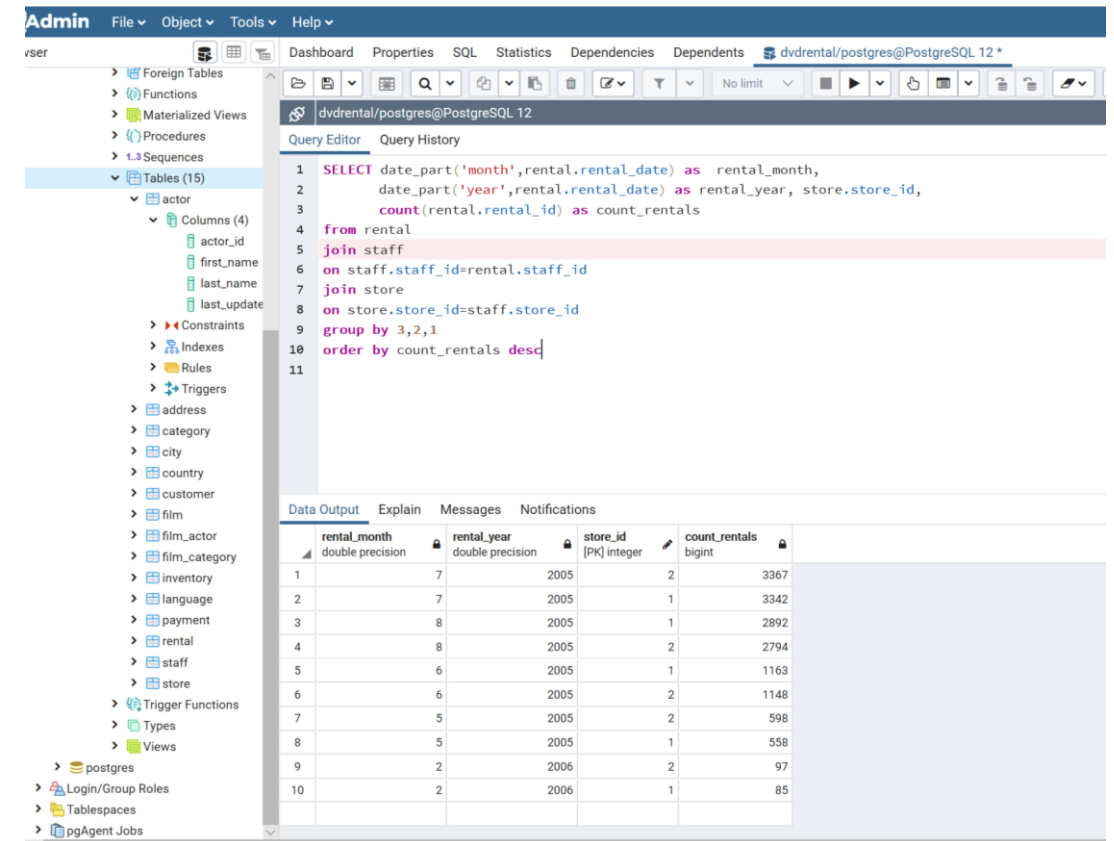 Admin File Object Tools Help
wser
Dashboard Properties SQL Statistics Dependencies Dependents dvdrental/postgres@PostgreSQL 12 *
No limit
dvdrental/postgres@PostgreSQL 12
Query Editor Query History
1 SELECT date_part('month',rental.rental_date) as  rental_month,
2        date_part('year',rental.rental_date) as rental_year, store.store_id,
3        count(rental.rental_id) as count_rentals
4 from rental
5 join staff
6 on staff.staff_id=rental.staff_id
7 join store
8 on store.store_id=staff.store_id
9 group by 3,2,1
10 order by count_rentals desc
11
Foreign Tables
Functions
Materialized Views
Procedures
1..3 Sequences
Tables (15)
actor
Columns (4)
actor_id
first_name
last_name
last_update
Constraints
Indexes
Rules
Triggers
address
category
city
country
customer
film
film_actor
film_category
inventory
language
payment
rental
staff
store
Trigger Functions
Types
Views
postgres
Login/Group Roles
Tablespaces
pgAgent Jobs
Data Output Explain Messages Notifications
rental_month rental_year store_id count_rentals
double precision double precision [PK] integer bigint
1 7 2005 2 3367
2 7 2005 1 3342
3 8 2005 1 2892
4 8 2005 2 2794
5 6 2005 1 1163
6 6 2005 2 1148
7 5 2005 2 598
8 5 2005 1 558
9 2 2006 2 97
10 2 2006 1 85